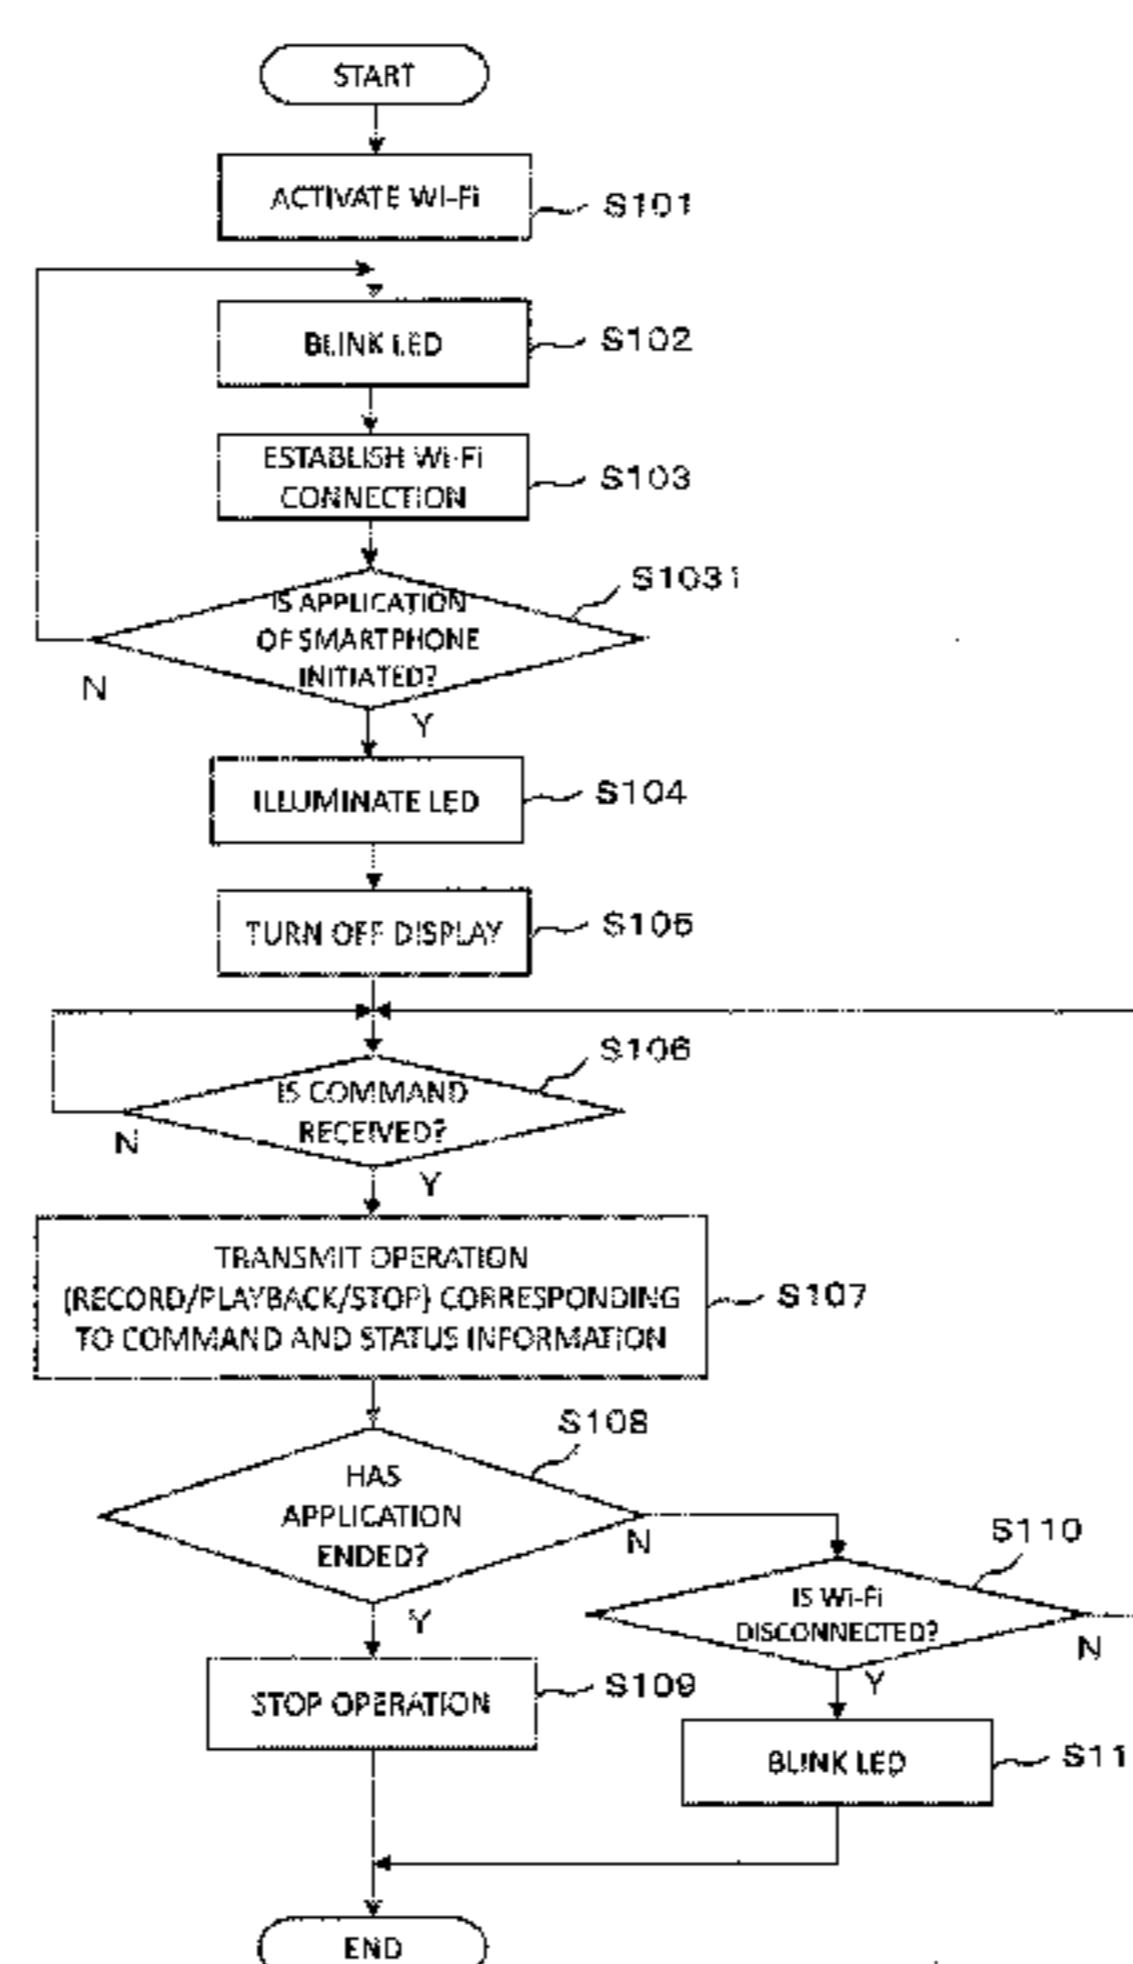 START
ACTIVATE Wi-Fi
S101
BLINK LED
S102
ESTABLISH Wi-Fi
CONNECTION
S103
S1031
IS APPLICATION
OF SMARTPHONE
INITIATED?
N
Y
ILLUMINATE LED
S104
TURN OFF DISPLAY
S105
S106
IS COMMAND
RECEIVED?
N
Y
TRANSMIT OPERATION
(RECORD/PLAYBACK/STOP) CORRESPONDING
TO COMMAND AND STATUS INFORMATION
S107
S108
HAS
APPLICATION
ENDED?
N
Y
S110
IS Wi-Fi
DISCONNECTED?
N
Y
STOP OPERATION
S109
BLINK LED
S11
END